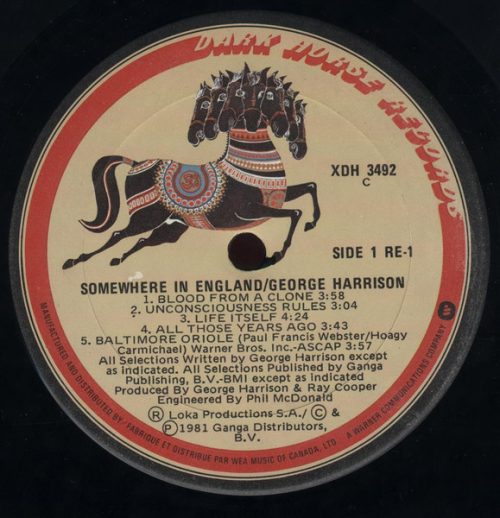 DARK HORSE RECORDS
XDH 3492
C
SIDE 1 RE-1
SOMEWHERE IN ENGLAND/GEORGE HARRISON
1. BLOOD FROM A CLONE 3:58
2. UNCONSCIOUSNESS RULES 3:04
3. LIFE ITSELF 4:24
4. ALL THOSE YEARS AGO 3:43
5. BALTIMORE ORIOLE (Paul Francis Webster/Hoagy
Carmichael) Warner Bros. Inc.-ASCAP 3:57
All Selections Written by George Harrison except
as indicated. All Selections Published by Ganga
Publishing, B.V.-BMI except as indicated
Produced by George Harrison & Ray Cooper
Engineered by Phil McDonald
Ⓡ Loka Productions S.A./ Ⓒ &
Ⓟ 1981 Ganga Distributors,
B.V.
MANUFACTURED AND DISTRIBUTED BY · FABRIQUE ET DISTRIBUE PAR WEA MUSIC OF CANADA, LTD. A WARNER COMMUNICATIONS COMPANY